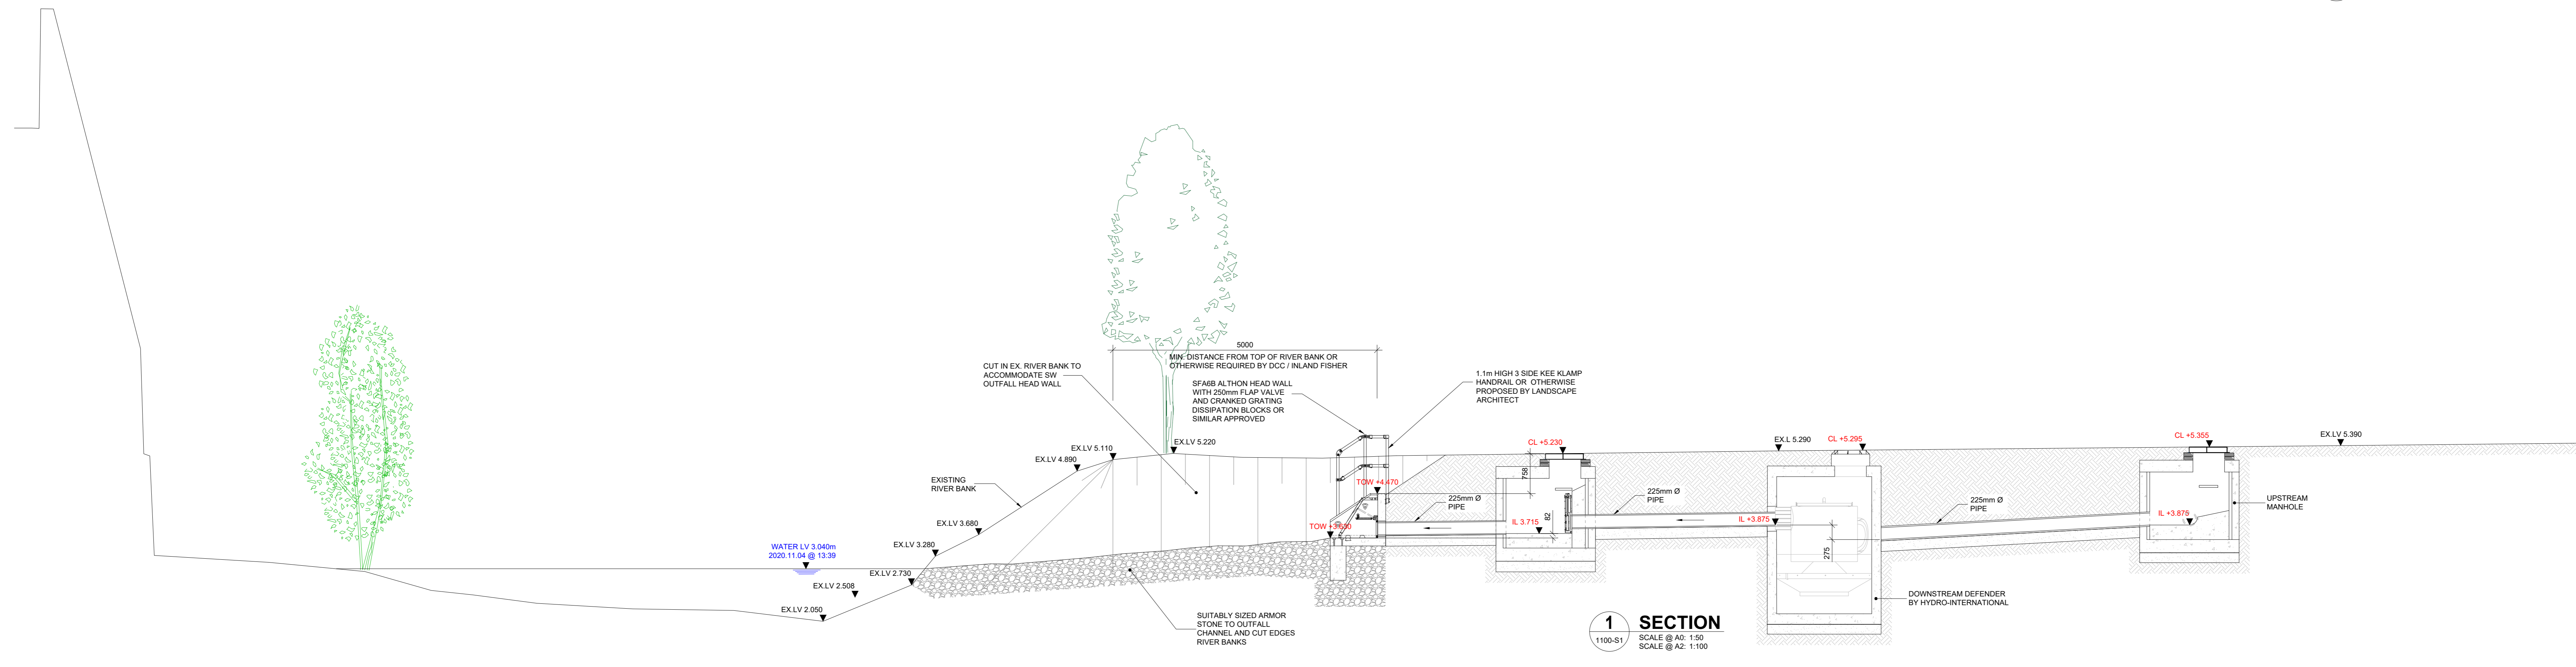 5000
MIN. DISTANCE FROM TOP OF RIVER BANK OR
OTHERWISE REQUIRED BY DCC / INLAND FISHER
CUT IN EX. RIVER BANK TO
ACCOMMODATE SW
OUTFALL HEAD WALL
SFA6B ALTHON HEAD WALL
WITH 250mm FLAP VALVE
AND CRANKED GRATING
DISSIPATION BLOCKS OR
SIMILAR APPROVED
1.1m HIGH 3 SIDE KEE KLAMP
HANDRAIL OR OTHERWISE
PROPOSED BY LANDSCAPE
ARCHITECT
EX.LV 5.220
EX.LV 5.110
EX.LV 4.890
EXISTING
RIVER BANK
EX.LV 3.680
EX.LV 3.280
WATER LV 3.040m
2020.11.04 @ 13:39
EX.LV 2.730
EX.LV 2.508
EX.LV 2.050
TOW +4.470
225mm Ø
PIPE
CL +5.230
758
82
IL 3.715
225mm Ø
PIPE
EX.L 5.290
CL +5.295
IL +3.875
275
225mm Ø
PIPE
CL +5.355
IL +3.875
EX.LV 5.390
UPSTREAM
MANHOLE
DOWNSTREAM DEFENDER
BY HYDRO-INTERNATIONAL
SUITABLY SIZED ARMOR
STONE TO OUTFALL
CHANNEL AND CUT EDGES
RIVER BANKS
1
1100-S1
SECTION
SCALE @ A0: 1:50
SCALE @ A2: 1:100